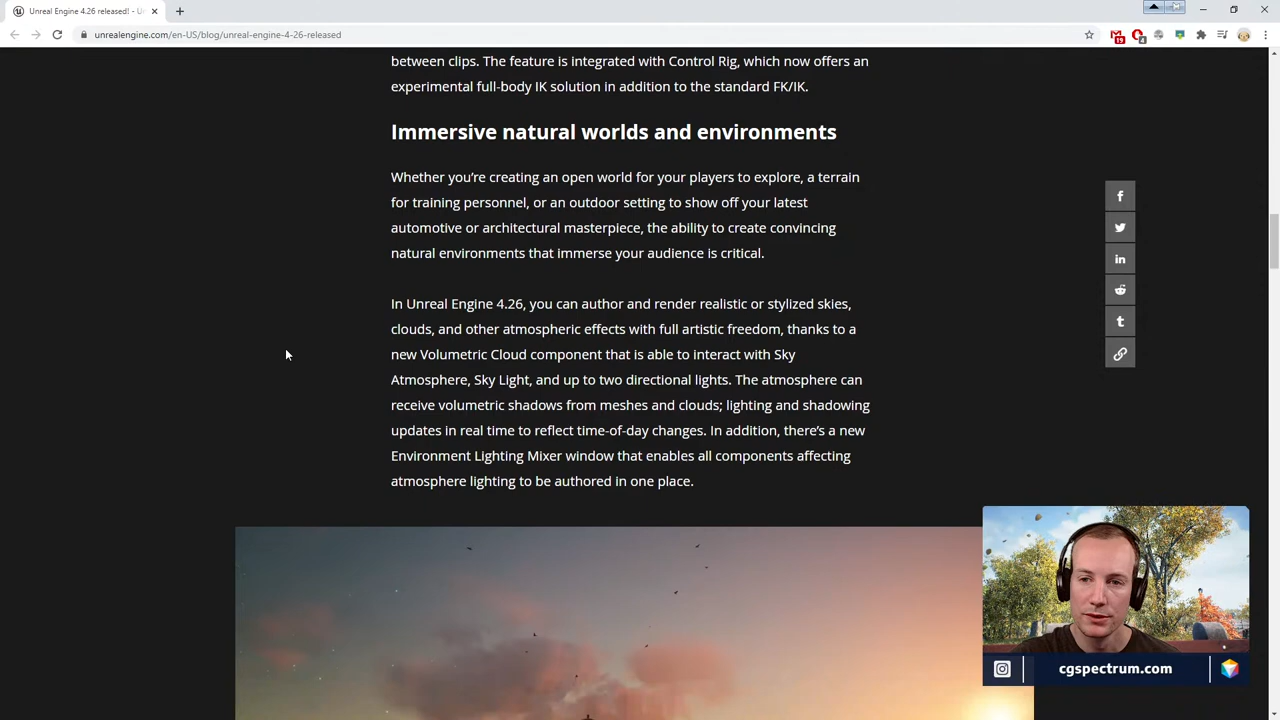 Unreal Engine 4.26 released! - Un
unrealengine.com/en-US/blog/unreal-engine-4-26-released
between clips. The feature is integrated with Control Rig, which now offers an
experimental full-body IK solution in addition to the standard FK/IK.
Immersive natural worlds and environments
Whether you’re creating an open world for your players to explore, a terrain
for training personnel, or an outdoor setting to show off your latest
automotive or architectural masterpiece, the ability to create convincing
natural environments that immerse your audience is critical.
In Unreal Engine 4.26, you can author and render realistic or stylized skies,
clouds, and other atmospheric effects with full artistic freedom, thanks to a
new Volumetric Cloud component that is able to interact with Sky
Atmosphere, Sky Light, and up to two directional lights. The atmosphere can
receive volumetric shadows from meshes and clouds; lighting and shadowing
updates in real time to reflect time-of-day changes. In addition, there’s a new
Environment Lighting Mixer window that enables all components affecting
atmosphere lighting to be authored in one place.
cgspectrum.com